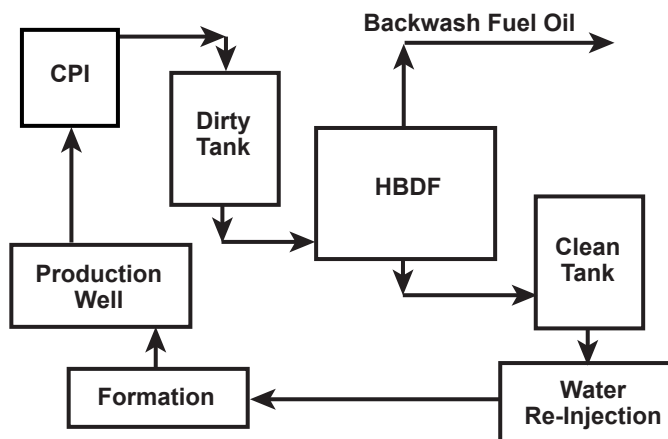 Backwash Fuel Oil
CPI
Dirty
Tank
HBDF
Clean
Tank
Production
Well
Formation
Water
Re-Injection